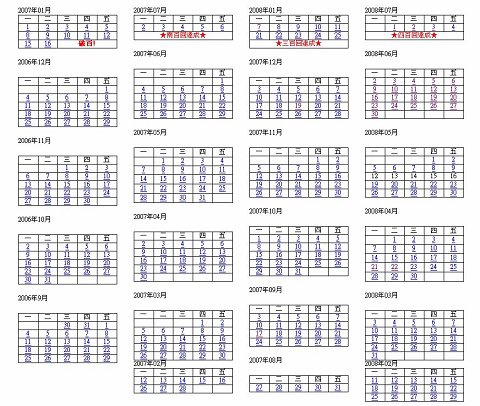 2007年01月
一 二 三 四 五
1 2 3 4 5
8 9 10 11 12
15 16 破百!!
2006年12月
一 二 三 四 五
1
4 5 6 7 8
11 12 13 14 15
18 19 20 21 22
25 26 27 28 29
2006年11月
一 二 三 四 五
1 2 3
6 7 8 9 10
13 14 15 16 17
20 21 22 23 24
27 28 29 30
2006年10月
一 二 三 四 五
2 3 4 5 6
9 10 11 12 13
16 17 18 19 20
23 24 25 26 27
30 31
2006年9月
一 二 三 四 五
30 31 1
4 5 6 7 8
11 12 13 14 15
18 19 20 21 22
25 26 27 28 29
2007年07月
一 二 三 四 五
2 3 4 5 6
★兩百回達成★
2007年06月
一 二 三 四 五
1
4 5 6 7 8
11 12 13 14 15
18 19 20 21 22
25 26 27 28 29
2007年05月
一 二 三 四 五
1 2 3 4
7 8 9 10 11
14 15 16 17 18
21 22 23 24 25
28 29 30 31
2007年04月
一 二 三 四 五
2 3 4 5 6
9 10 11 12 13
16 17 18 19 20
23 24 25 26 27
30
2007年03月
一 二 三 四 五
1 2
5 6 7 8 9
12 13 14 15 16
19 20 21 22 23
26 27 28 29 30
2007年02月
一 二 三 四 五
12 13 14 15 16
26 27 28
2008年01月
一 二 三 四 五
21 22 23 24 25
★三百回達成★
2007年12月
一 二 三 四 五
3 4 5 6 7
10 11 12 13 14
17 18 19 20 21
24 25 26 27 28
31
2007年11月
一 二 三 四 五
1 2
5 6 7 8 9
12 13 14 15 16
19 20 21 22 23
26 27 28 29 30
2007年10月
一 二 三 四 五
1 2 3 4 5
8 9 10 11 12
15 16 17 18 19
22 23 24 25 26
29 30 31
2007年09月
一 二 三 四 五
3 4 5 6 7
10 11 12 13 14
17 18 19 20 21
24 25 26 27 28
2007年08月
一 二 三 四 五
27 28 29 30 31
2008年07月
一 二 三 四 五
1 2 3 4
★四百回達成★
2008年06月
一 二 三 四 五
2 3 4 5 6
9 10 11 12 13
16 17 18 19 20
23 24 25 26 27
30
2008年05月
一 二 三 四 五
1 2
5 6 7 8 9
12 13 14 15 16
19 20 21 22 23
26 27 28 29 30
2008年04月
一 二 三 四 五
1 2 3 4
7 8 9 10 11
14 15 16 17 18
21 22 23 24 25
28 29 30
2008年03月
一 二 三 四 五
3 4 5 6 7
10 11 12 13 14
17 18 19 20 21
24 25 26 27 28
31
2008年02月
一 二 三 四 五
11 12 13 14 15
18 19 20 21 22
25 26 27 28 29